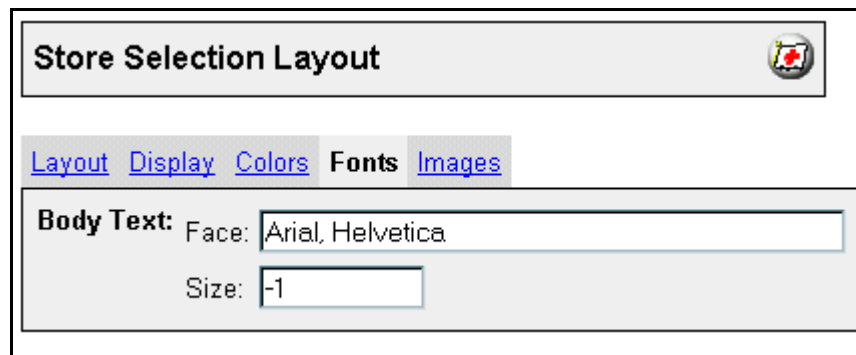 Store Selection Layout
Layout Display Colors Fonts Images
Body Text: Face: Arial, Helvetica
Size: -1